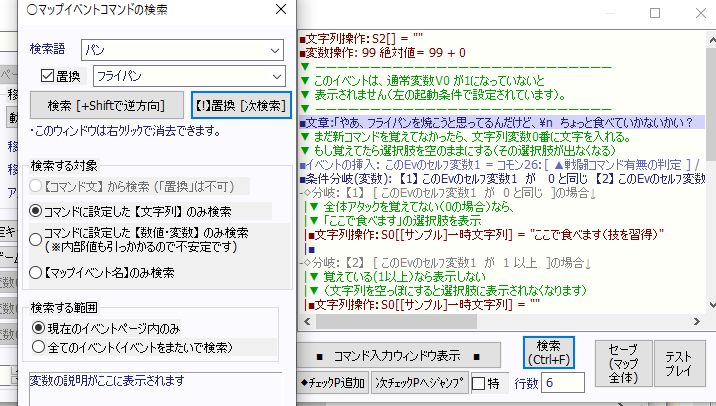 ○マップイベントコマンドの検索
検索語
パン
置換
フライパン
検索 [+Shiftで逆方向]
【!】置換 [次検索]
・このウィンドウは右クリックで消去できます。
検索する対象
【コマンド文】 から検索 (「置換」は不可)
コマンドに設定した 【文字列】 のみ検索
コマンドに設定した 【数値・変数】 のみ検索
(※内部値も引っかかるので不安定です)
【マップイベント名】のみ検索
検索する範囲
現在のイベントページ内のみ
全てのイベント(イベントをまたいで検索)
変数の説明がここに表示されます
■文字列操作: S2[] = ""
■変数操作: 99 絶対値= 99 + 0
▼ ―――――――――――――――――――――――
▼ このイベントは、通常変数V0 が1になっていないと
▼ 表示されません(左の起動条件で設定されています)。
▼ ―――――――――――――――――――――――
■文章:「やあ、フライパンを焼こうと思ってるんだけど、\n ちょっと食べていかないかい？
▼ まだ新コマンドを覚えてなかったら、文字列変数0番に文字を入れる。
▼ もし覚えてたら選択肢を空のままにする(その選択肢が出なくなる)
■イベントの挿入: このEvのセルフ変数1 = コモン26:[ ▲戦闘コマンド有無の判定 ] /
■条件分岐(変数): 【1】 このEvのセルフ変数1 が 0 と同じ 【2】 このEvのセルフ変数
-◇分岐: 【1】 [ このEvのセルフ変数1 が 0 と同じ ]の場合↓
|▼ 全体アタックを覚えてない(0の場合)なら、
|▼ 「ここで食べます」の選択肢を表示
|■文字列操作: S0[[サンプル]一時文字列] = "ここで食べます(技を習得)"
|■
-◇分岐: 【2】 [ このEvのセルフ変数1 が 1 以上 ]の場合↓
|▼ 覚えている(1以上)なら表示しない
|▼ (文字列を空っぽにすると選択肢に表示されなくなります)
|■文字列操作: S0[[サンプル]一時文字列] = ""
■ コマンド入力ウィンドウ表示 ■
検索
(Ctrl+F)
セーブ
(マップ
全体)
テスト
プレイ
◆チェックP追加
次チェックPへジャンプ
特
行数
6